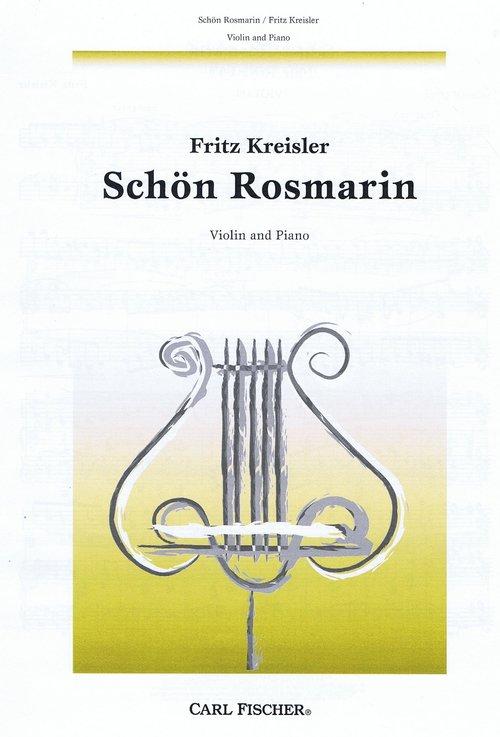 Schön Rosmarin / Fritz Kreisler
Violin and Piano
Fritz Kreisler
Schön Rosmarin
Violin and Piano
CARL FISCHER®